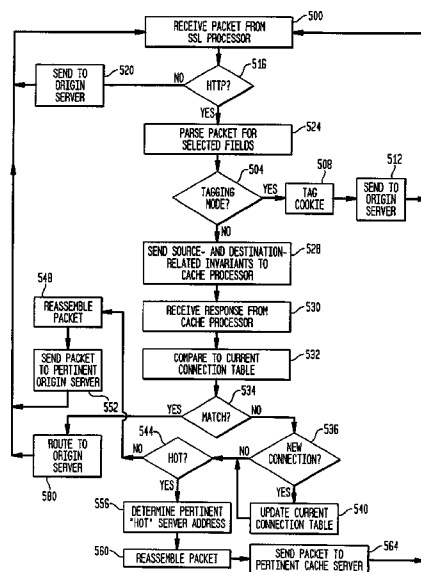 RECEIVE PACKET FROM
SSL PROCESSOR
500
516
520
SEND TO
ORIGIN
SERVER
NO
HTTP?
YES
PARSE PACKET FOR
SELECTED FIELDS
524
504
TAGGING
MODE?
YES
508
TAG
COOKIE
512
SEND TO
ORIGIN
SERVER
NO
SEND SOURCE- AND DESTINATION-
RELATED INVARIANTS TO
CACHE PROCESSOR
528
548
REASSEMBLE
PACKET
RECEIVE RESPONSE FROM
CACHE PROCESSOR
530
COMPARE TO CURRENT
CONNECTION TABLE
532
SEND PACKET
TO PERTINENT
ORIGIN SERVER
552
534
YES
MATCH?
NO
544
536
ROUTE TO
ORIGIN
SERVER
580
NO
HOT?
NO
NEW
CONNECTION?
YES
YES
556
DETERMINE PERTINENT
"HOT" SERVER ADDRESS
UPDATE CURRENT
CONNECTION TABLE
540
560
REASSEMBLE PACKET
SEND PACKET TO
PERTINENT CACHE SERVER
564